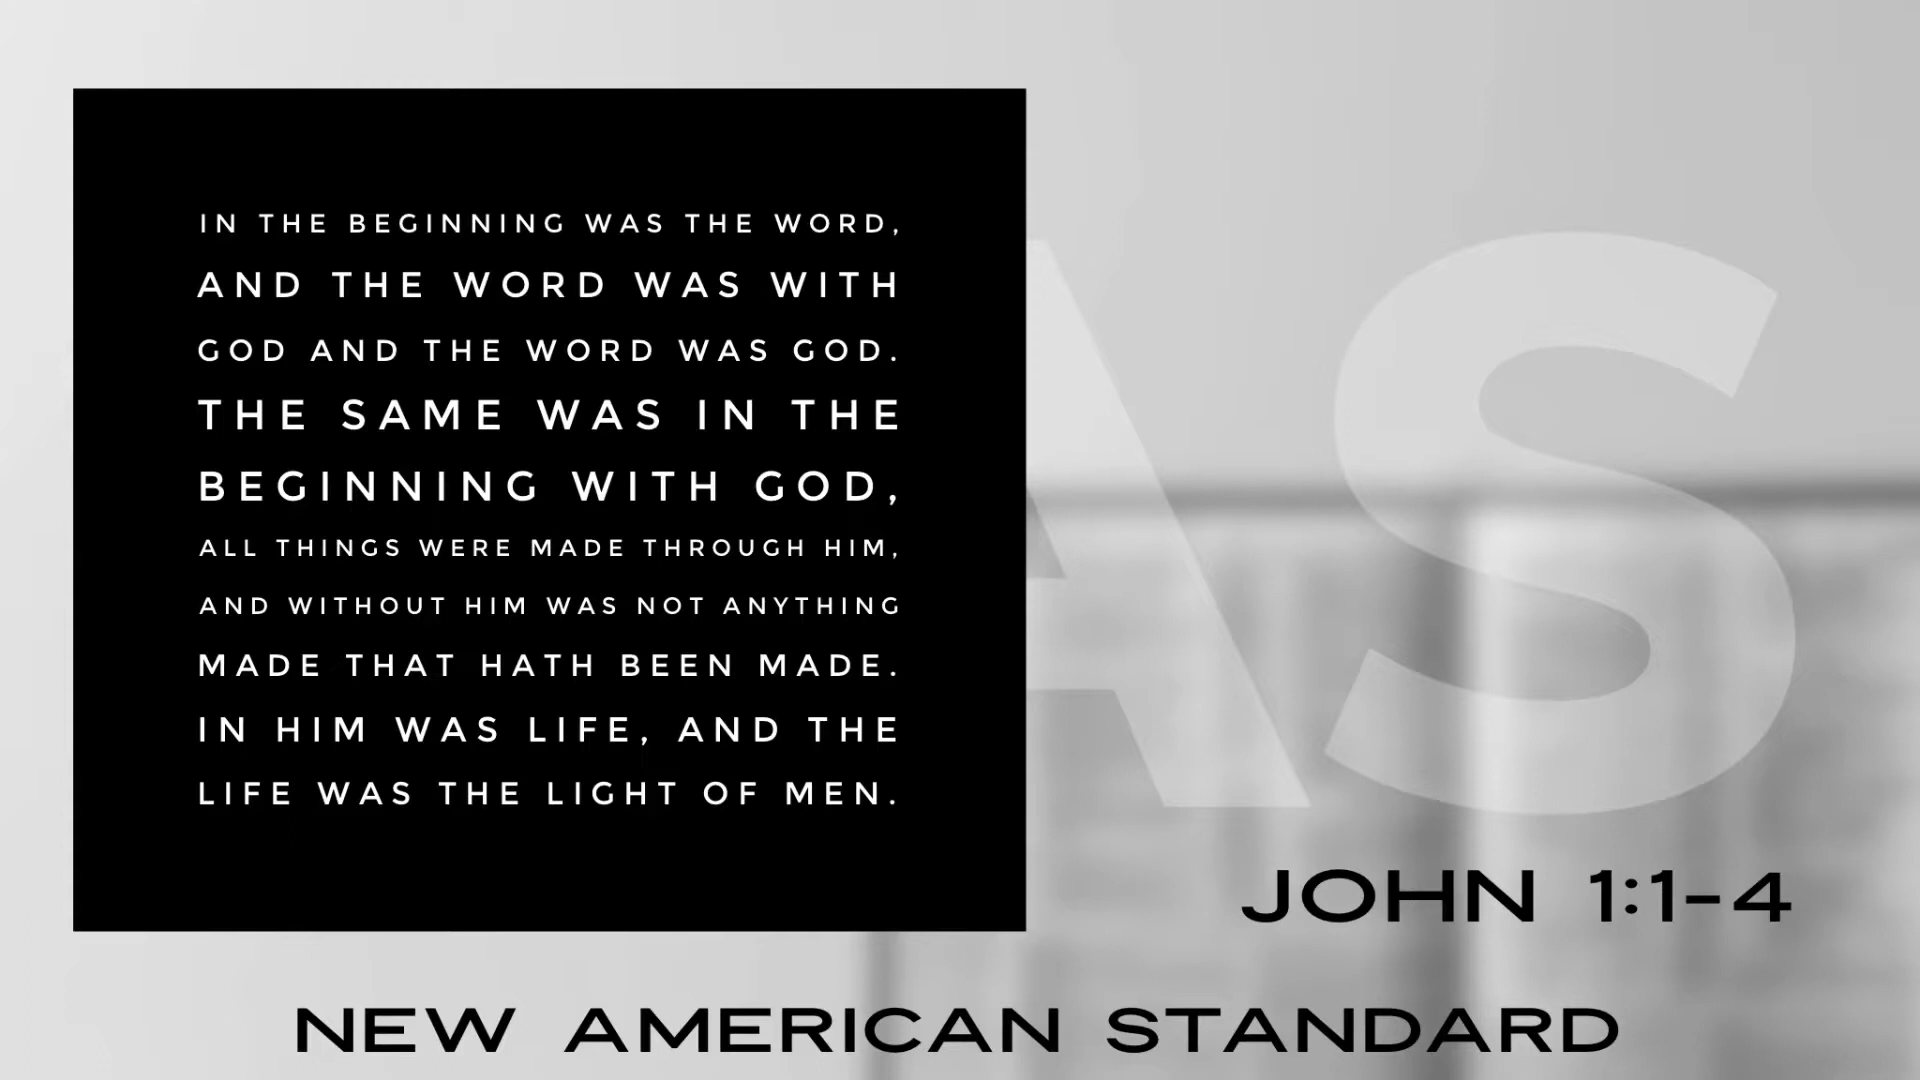 IN THE BEGINNING WAS THE WORD,
AND THE WORD WAS WITH
GOD AND THE WORD WAS GOD.
THE SAME WAS IN THE
BEGINNING WITH GOD,
ALL THINGS WERE MADE THROUGH HIM,
AND WITHOUT HIM WAS NOT ANYTHING
MADE THAT HATH BEEN MADE.
IN HIM WAS LIFE, AND THE
LIFE WAS THE LIGHT OF MEN.
AS
JOHN 1:1-4
NEW AMERICAN STANDARD